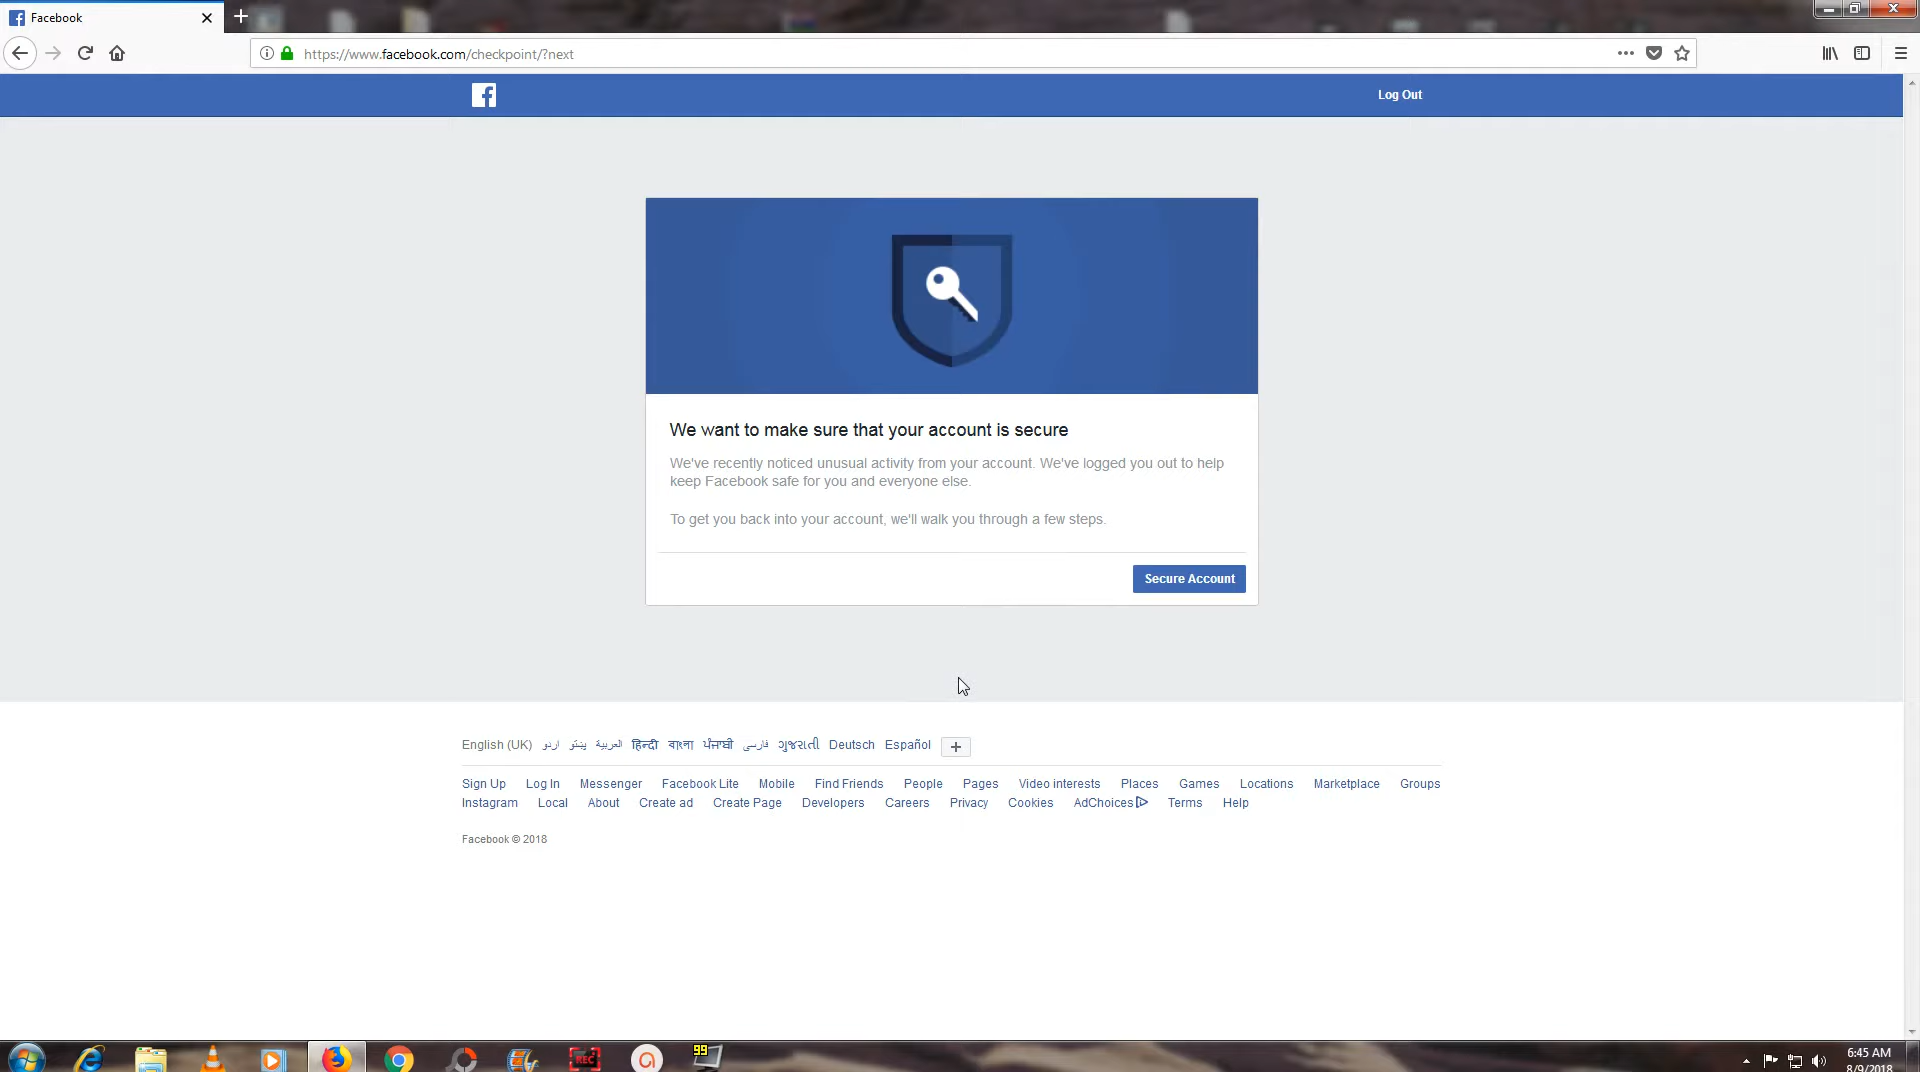 Facebook
https://www.facebook.com/checkpoint/?next
Log Out
We want to make sure that your account is secure
We've recently noticed unusual activity from your account. We've logged you out to help
keep Facebook safe for you and everyone else.
To get you back into your account, we'll walk you through a few steps.
Secure Account
English (UK) اردو پښتو العربية हिन्दी বাংলা ਪੰਜਾਬੀ فارسی ગુજરાતી Deutsch Español
Sign Up Log In Messenger Facebook Lite Mobile Find Friends People Pages Video interests Places Games Locations Marketplace Groups
Instagram Local About Create ad Create Page Developers Careers Privacy Cookies AdChoices Terms Help
Facebook © 2018
REC
99
6:45 AM
8/9/2018